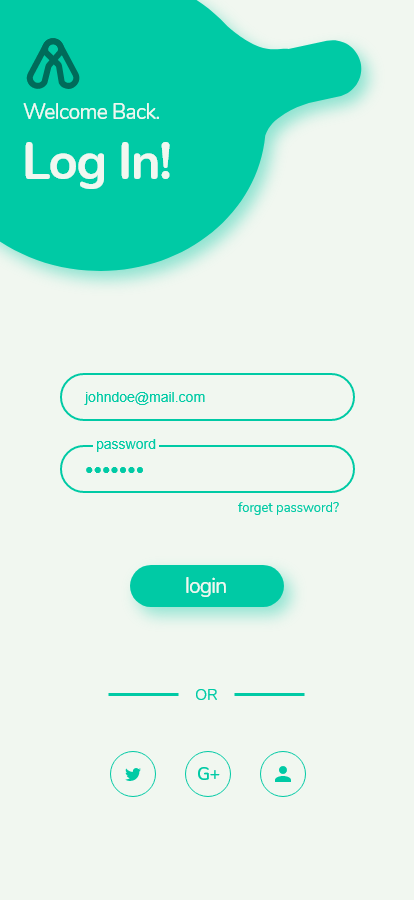 Welcome Back.
Log In!
johndoe@mail.com
password
•••••••
forget password?
login
OR
G+